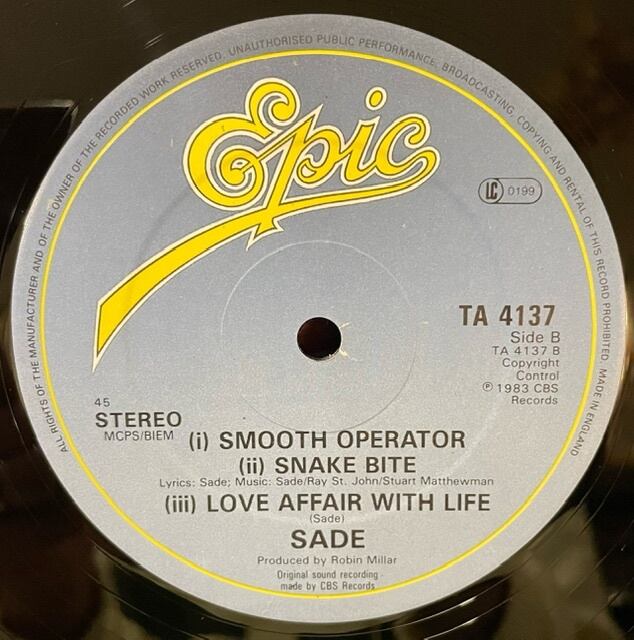 ALL RIGHTS OF THE MANUFACTURER AND OF THE OWNER OF THE RECORDED WORK RESERVED. UNAUTHORISED PUBLIC PERFORMANCE, BROADCASTING, COPYING AND RENTAL OF THIS RECORD PROHIBITED. MADE IN ENGLAND
Epic
LC 0199
TA 4137
Side B
TA 4137 B
Copyright
Control
℗ 1983 CBS
Records
45
STEREO
MCPS/BIEM
(i) SMOOTH OPERATOR
(ii) SNAKE BITE
Lyrics: Sade; Music: Sade/Ray St. John/Stuart Matthewman
(iii) LOVE AFFAIR WITH LIFE
(Sade)
SADE
Produced by Robin Millar
Original sound recording
made by CBS Records